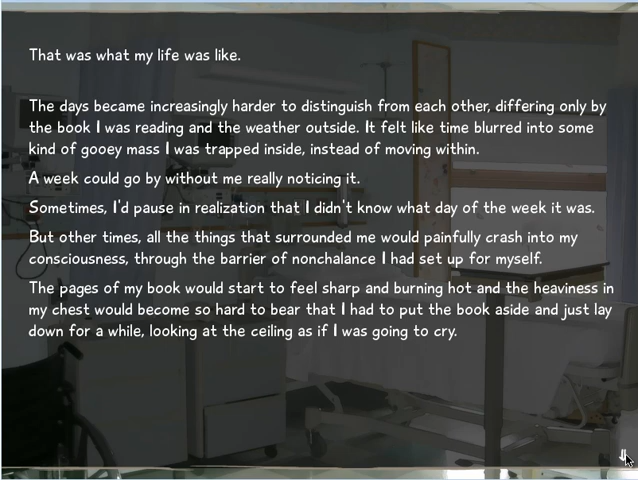 That was what my life was like.
The days became increasingly harder to distinguish from each other, differing only by
the book I was reading and the weather outside. It felt like time blurred into some
kind of gooey mass I was trapped inside, instead of moving within.
A week could go by without me really noticing it.
Sometimes, I'd pause in realization that I didn't know what day of the week it was.
But other times, all the things that surrounded me would painfully crash into my
consciousness, through the barrier of nonchalance I had set up for myself.
The pages of my book would start to feel sharp and burning hot and the heaviness in
my chest would become so hard to bear that I had to put the book aside and just lay
down for a while, looking at the ceiling as if I was going to cry.